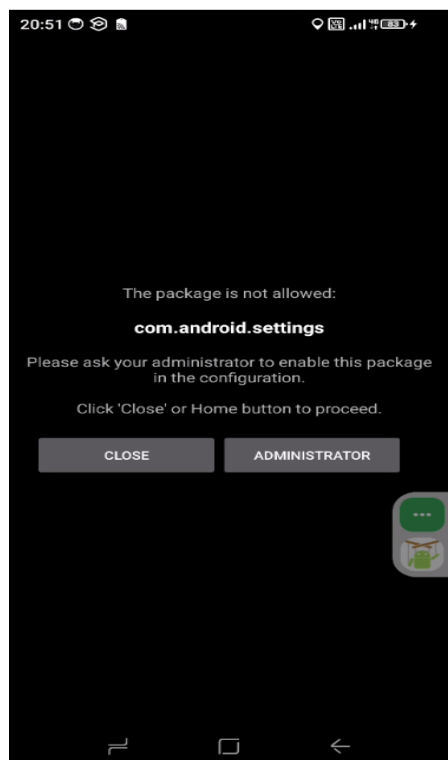 20:51
83
The package is not allowed:
com.android.settings
Please ask your administrator to enable this package
in the configuration.
Click 'Close' or Home button to proceed.
CLOSE
ADMINISTRATOR